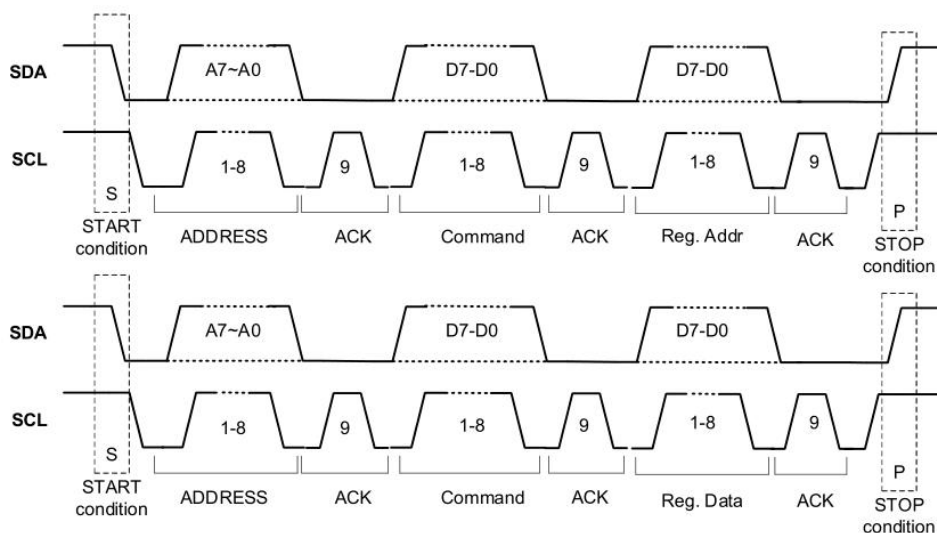 SDA A7~A0 D7-D0 D7-D0
SCL 1-8 9 1-8 9 1-8 9
S P
START condition ADDRESS ACK Command ACK Reg. Addr ACK STOP condition
SDA A7~A0 D7-D0 D7-D0
SCL 1-8 9 1-8 9 1-8 9
S P
START condition ADDRESS ACK Command ACK Reg. Data ACK STOP condition